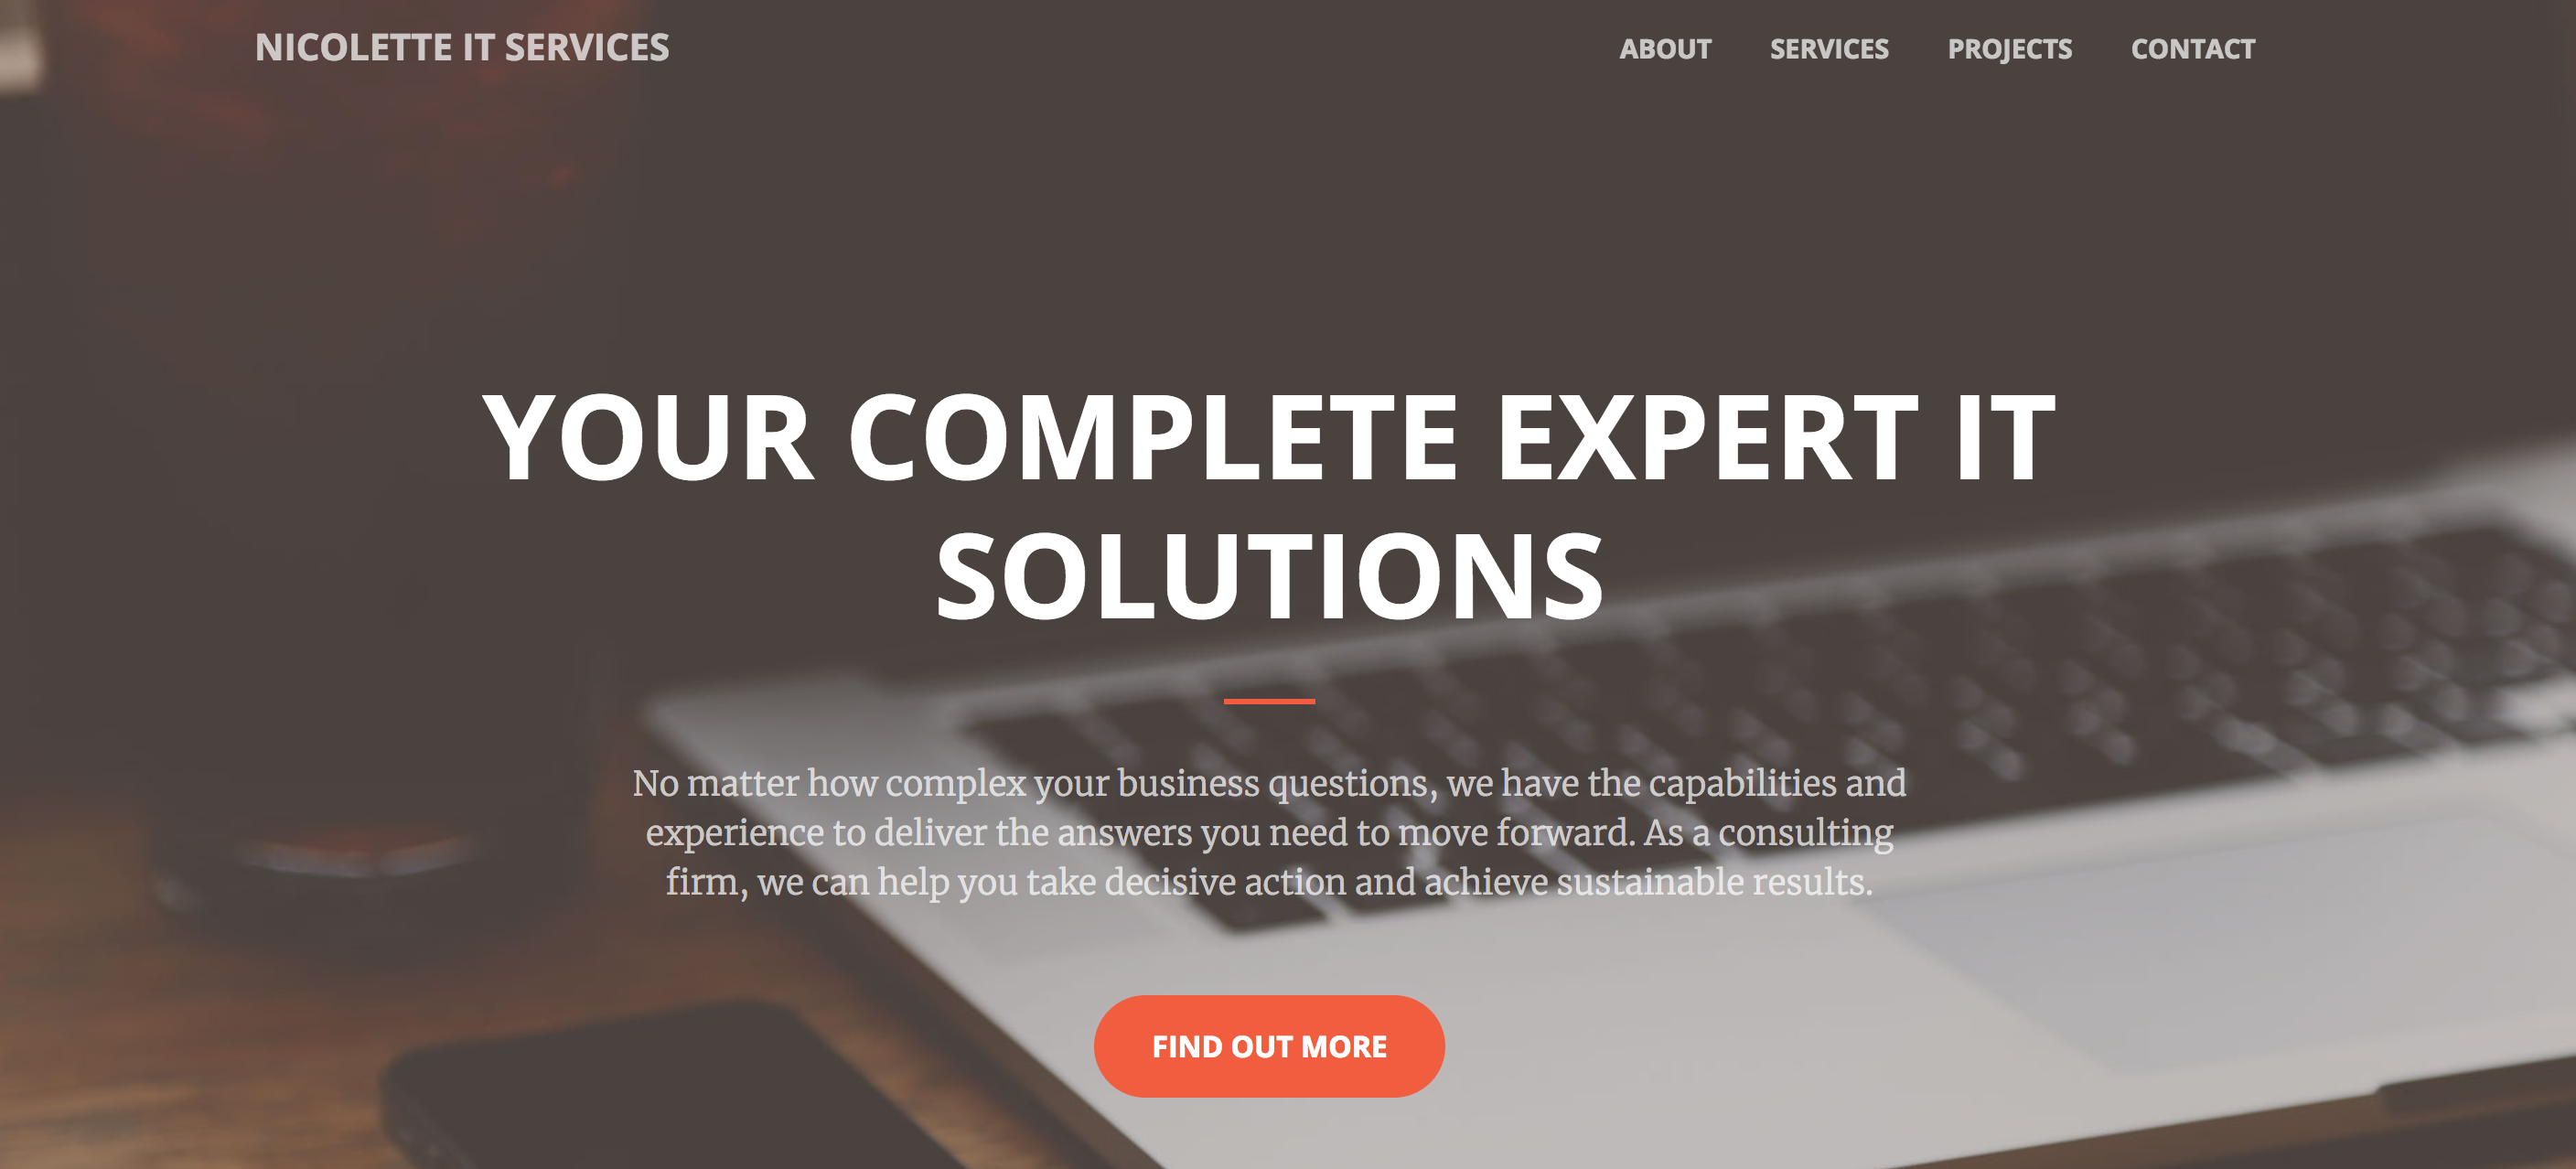 NICOLETTE IT SERVICES
ABOUT SERVICES PROJECTS CONTACT
YOUR COMPLETE EXPERT IT
SOLUTIONS
No matter how complex your business questions, we have the capabilities and
experience to deliver the answers you need to move forward. As a consulting
firm, we can help you take decisive action and achieve sustainable results.
FIND OUT MORE